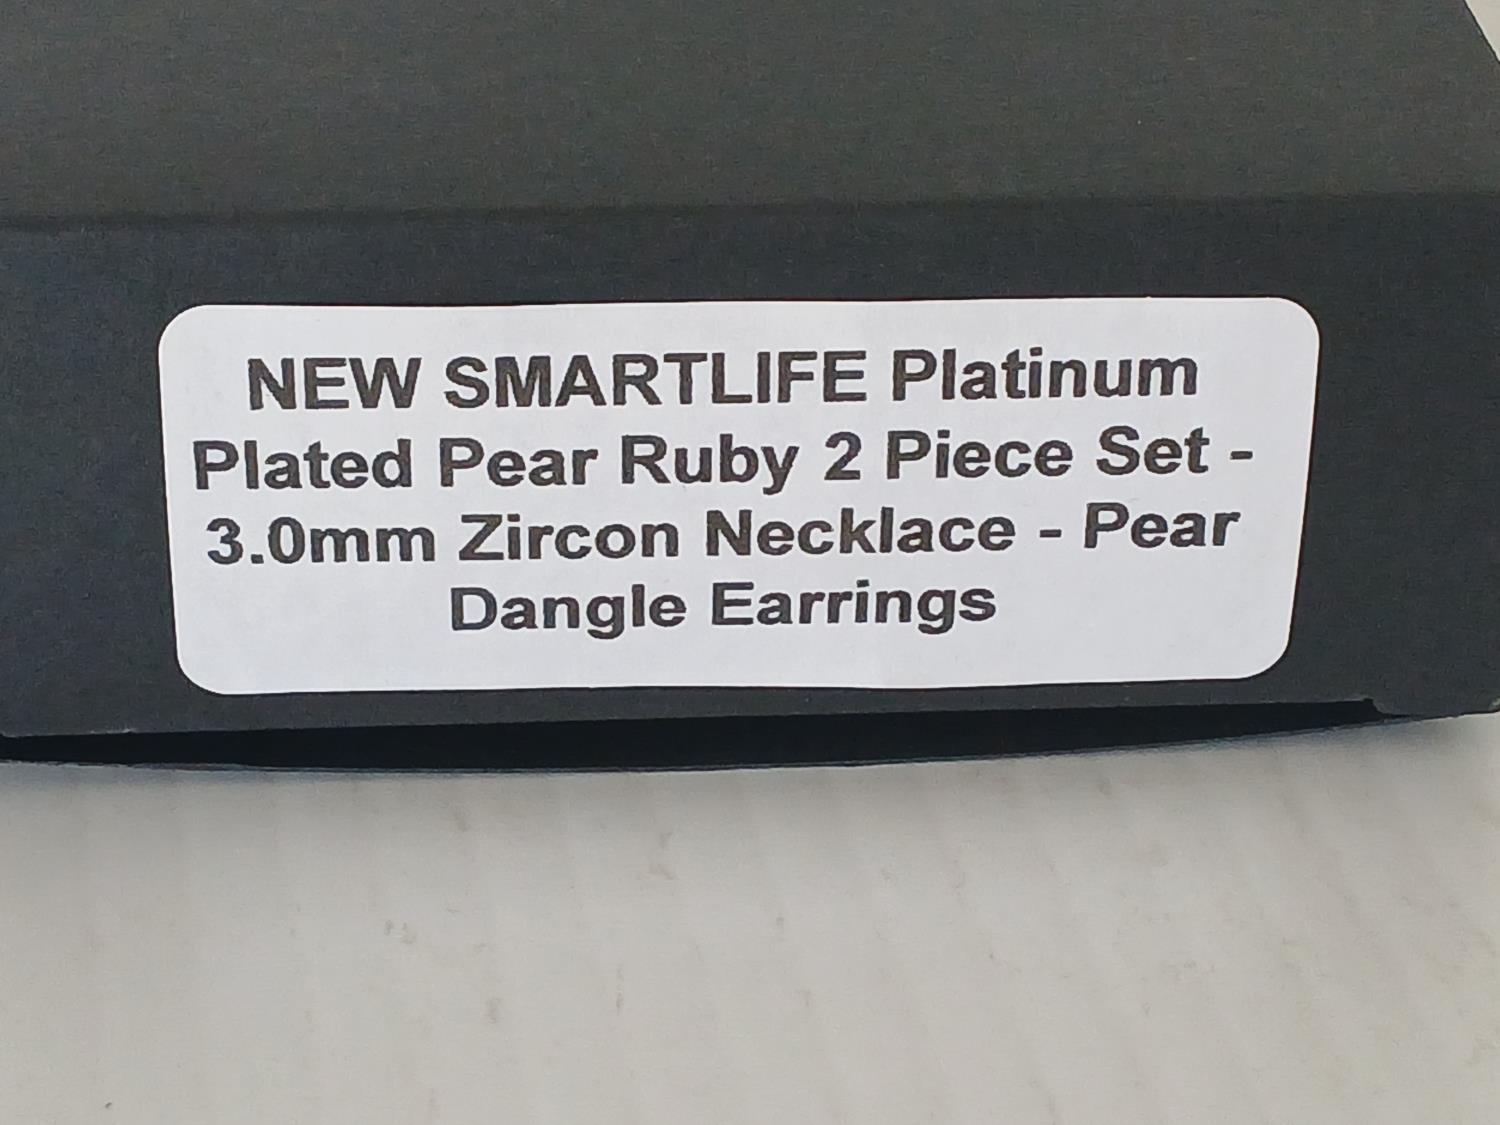 NEW SMARTLIFE Platinum
Plated Pear Ruby 2 Piece Set -
3.0mm Zircon Necklace - Pear
Dangle Earrings